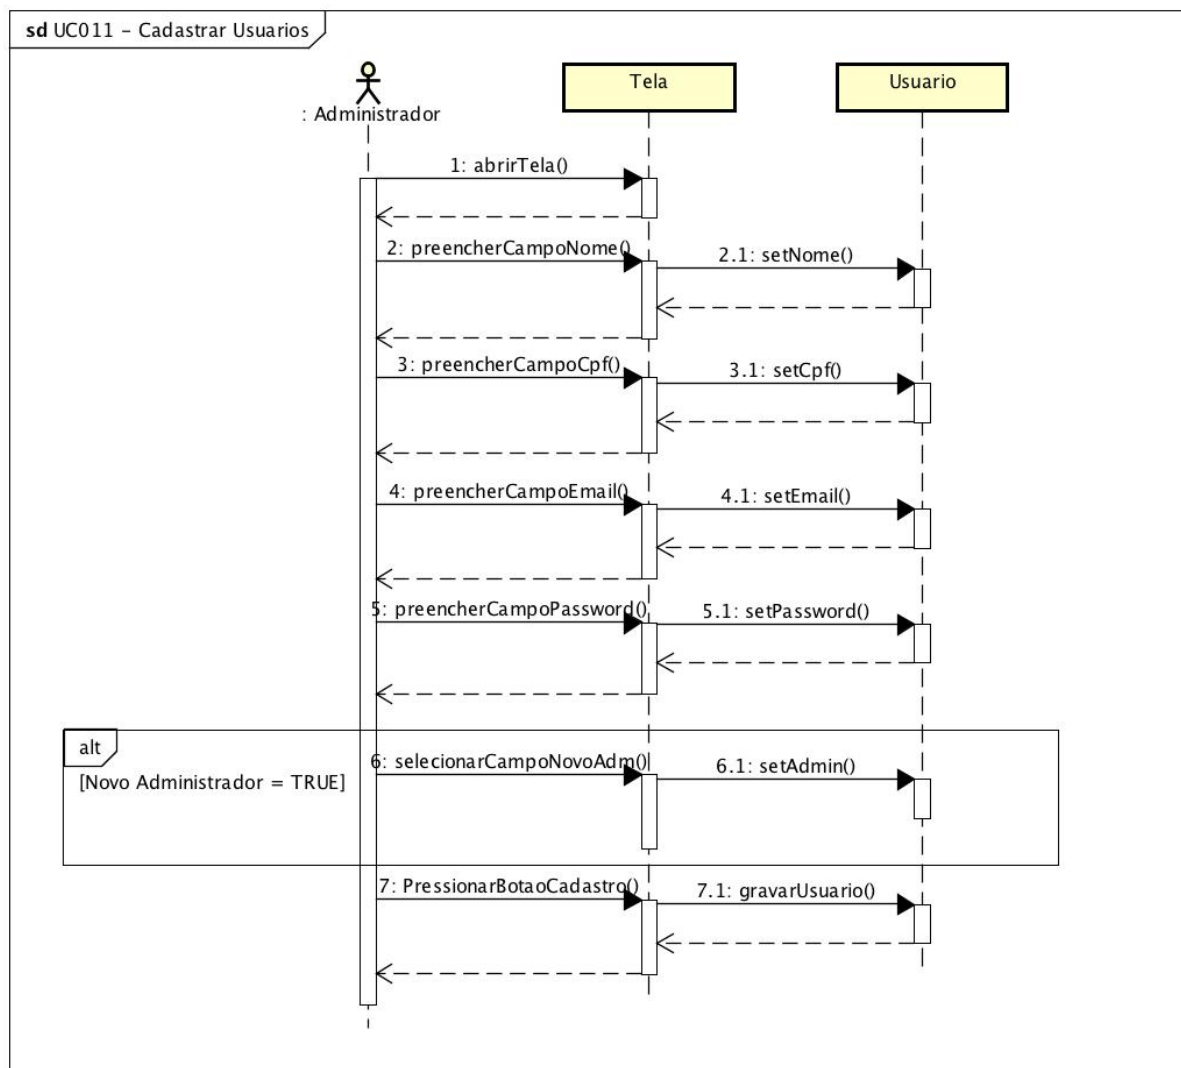 sd UC011 - Cadastrar Usuarios
: Administrador
Tela
Usuario
1: abrirTela()
2: preencherCampoNome()
2.1: setNome()
3: preencherCampoCpf()
3.1: setCpf()
4: preencherCampoEmail()
4.1: setEmail()
5: preencherCampoPassword()
5.1: setPassword()
alt
[Novo Administrador = TRUE]
6: selecionarCampoNovoAdm()
6.1: setAdmin()
7: PressionarBotaoCadastro()
7.1: gravarUsuario()